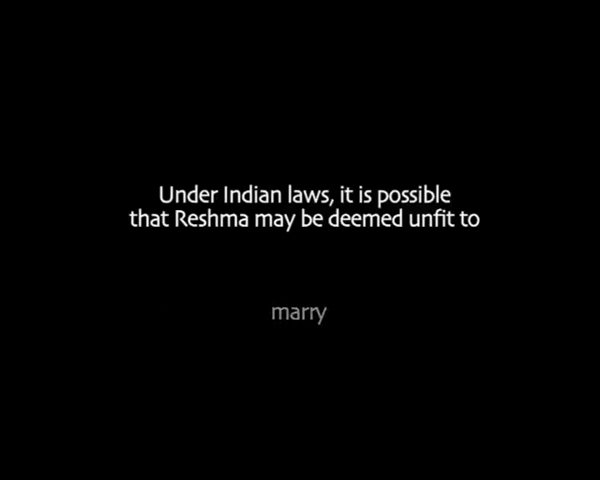 Under Indian laws, it is possible
that Reshma may be deemed unfit to
marry